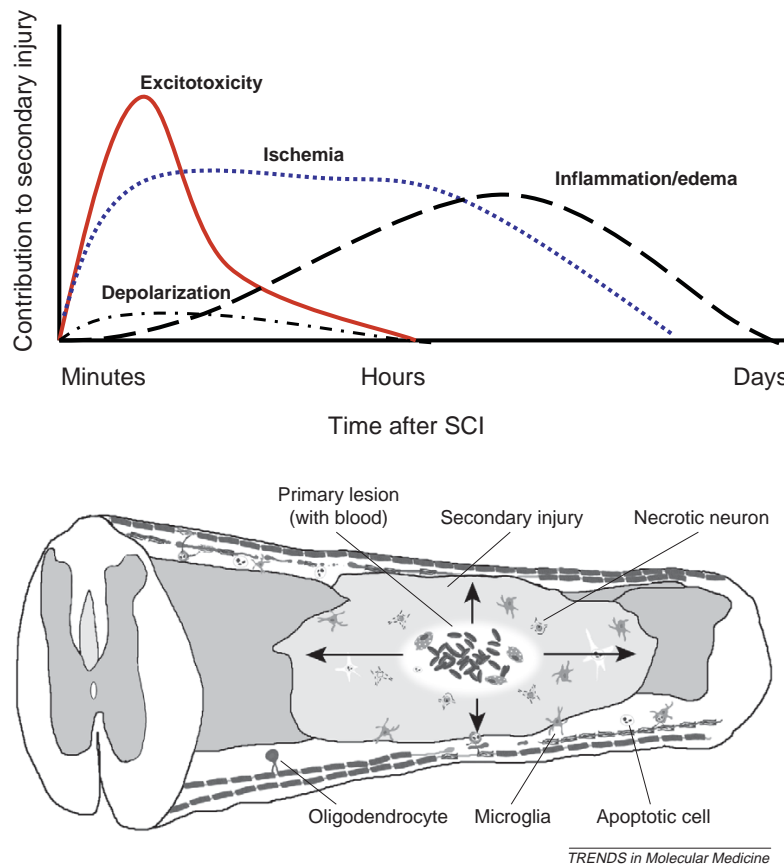 Contribution to secondary injury
Excitotoxicity
Ischemia
Inflammation/edema
Depolarization
Minutes
Hours
Days
Time after SCI
Primary lesion
(with blood)
Secondary injury
Necrotic neuron
Oligodendrocyte
Microglia
Apoptotic cell
TRENDS in Molecular Medicine